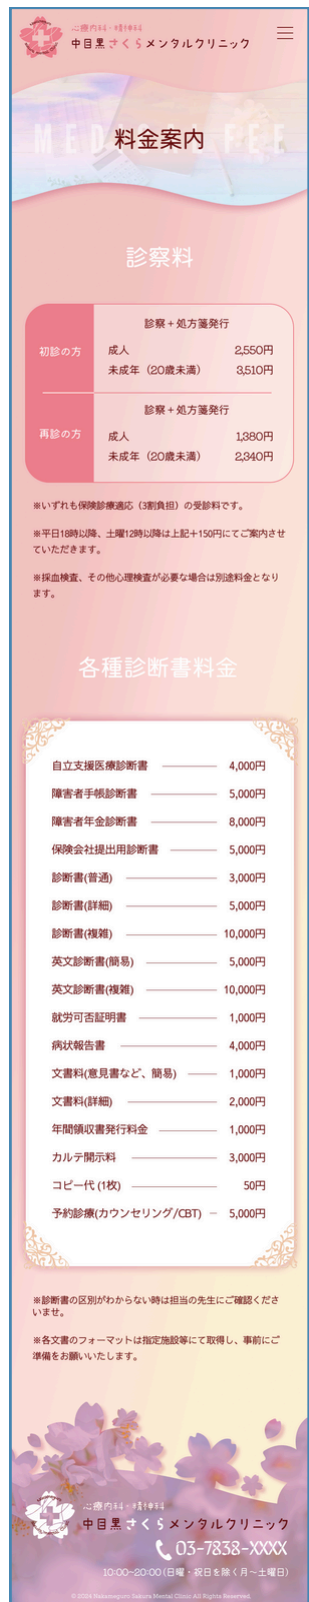 心療内科・精神科
中目黒さくらメンタルクリニック
MEDICAL FEE
料金案内
診察料
診察 + 処方箋発行
初診の方
成人 2,550円
未成年（20歳未満） 3,510円
診察 + 処方箋発行
再診の方
成人 1,380円
未成年（20歳未満） 2,340円
※いずれも保険診療適応（3割負担）の受診料です。
※平日18時以降、土曜12時以降は上記＋150円にてご案内させ
ていただきます。
※採血検査、その他心理検査が必要な場合は別途料金となり
ます。
各種診断書料金
自立支援医療診断書 4,000円
障害者手帳診断書 5,000円
障害者年金診断書 8,000円
保険会社提出用診断書 5,000円
診断書(普通) 3,000円
診断書(詳細) 5,000円
診断書(複雑) 10,000円
英文診断書(簡易) 5,000円
英文診断書(複雑) 10,000円
就労可否証明書 1,000円
病状報告書 4,000円
文書料(意見書など、簡易) 1,000円
文書料(詳細) 2,000円
年間領収書発行料金 1,000円
カルテ開示料 3,000円
コピー代 (1枚) 50円
予約診療(カウンセリング/CBT) 5,000円
※診断書の区別がわからない時は担当の先生にご確認くださ
いませ。
※各文書のフォーマットは指定施設等にて取得し、事前にご
準備をお願いいたします。
心療内科・精神科
中目黒さくらメンタルクリニック
03-7838-XXXX
10:00-20:00(日曜・祝日を除く月〜土曜日)
© 2024 Nakameguro Sakura Mental Clinic All Rights Reserved.